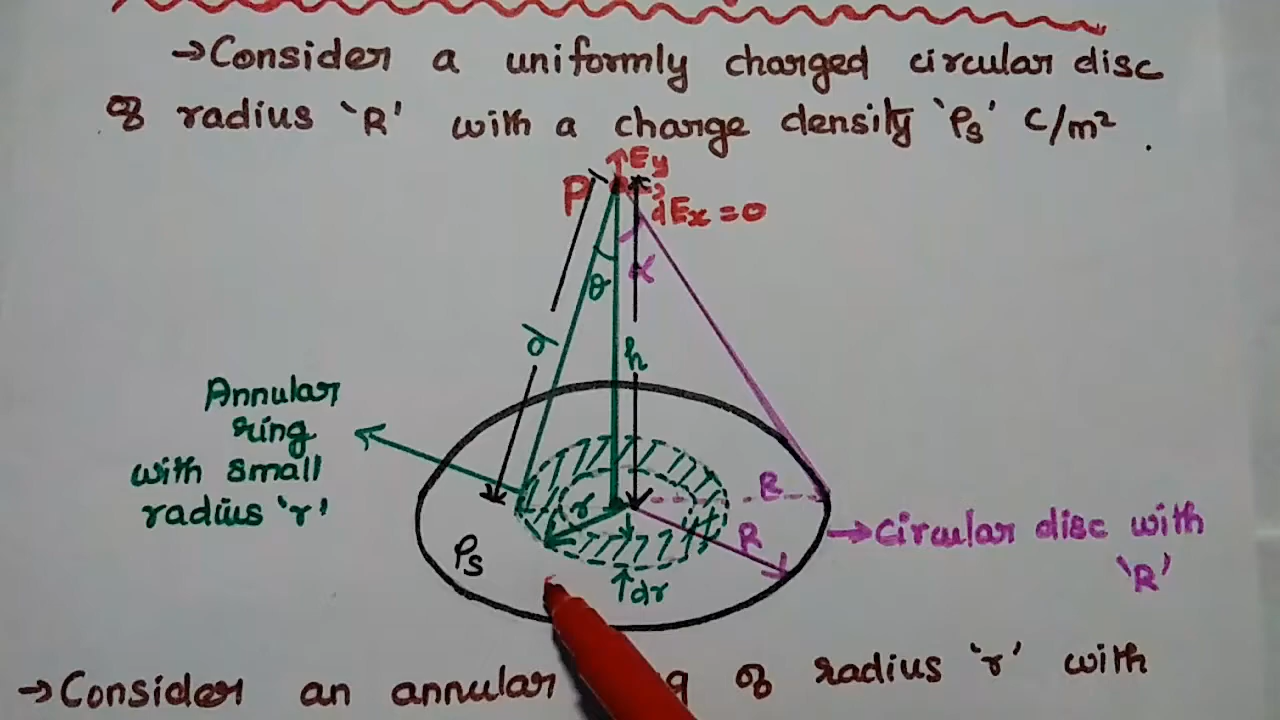 →Consider a uniformly charged circular disc
of radius 'R' with a charge density 'ρs' C/m² .
Ey
P
dEx = 0
θ
α
d
h
Annular
ring
with small
radius 'r'
r
R
R
→circular disc with
'R'
ρs
dr
→Consider an annular of radius 'r' with